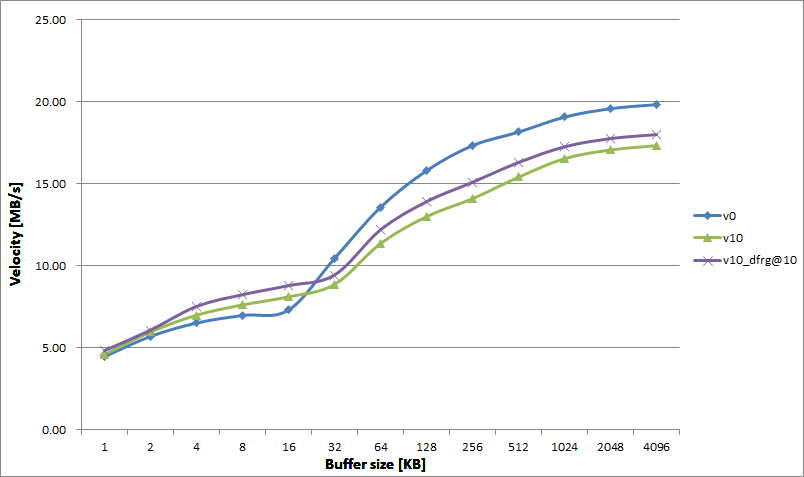 25.00
20.00
15.00
10.00
5.00
0.00
Velocity [MB/s]
1 2 4 8 16 32 64 128 256 512 1024 2048 4096
Buffer size [KB]
v0
v10
v10_dfrg@10